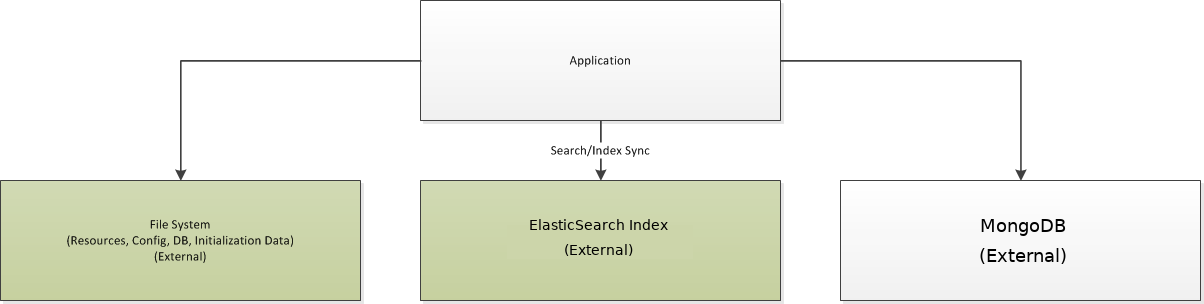 Application
Search/Index Sync
File System
(Resources, Config, DB, Initialization Data)
(External)
ElasticSearch Index
(External)
MongoDB
(External)